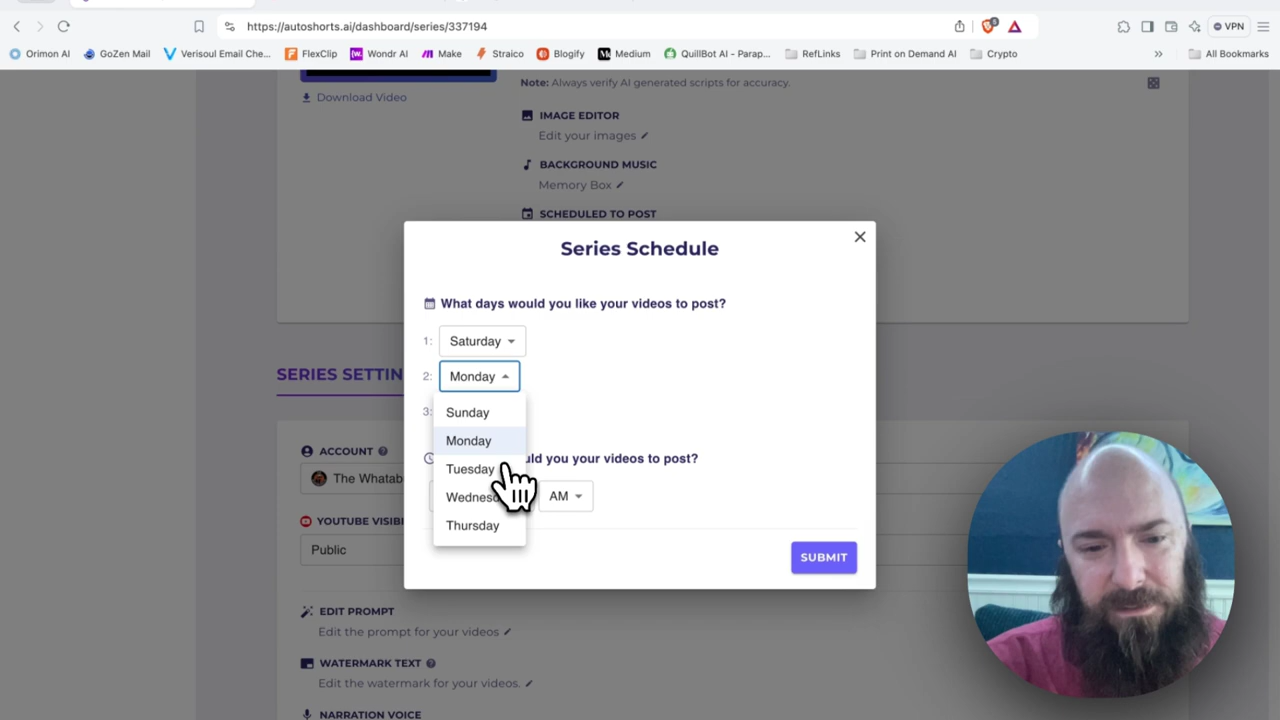 https://autoshorts.ai/dashboard/series/337194
VPN
Orimon AI
GoZen Mail
Verisoul Email Che...
FlexClip
Wondr AI
Make
Straico
Blogify
Medium
QuillBot AI - Parap...
RefLinks
Print on Demand AI
Crypto
»
All Bookmarks
Download Video
Note: Always verify AI generated scripts for accuracy.
IMAGE EDITOR
Edit your images
BACKGROUND MUSIC
Memory Box
SCHEDULED TO POST
Series Schedule
What days would you like your videos to post?
1: Saturday
2: Monday
3:
Sunday
Monday
Tuesday
Wednesd
Thursday
uld you your videos to post?
AM
SUBMIT
SERIES SETTIN
ACCOUNT
The Whatab
YOUTUBE VISIBI
Public
EDIT PROMPT
Edit the prompt for your videos
WATERMARK TEXT
Edit the watermark for your videos.
NARRATION VOICE